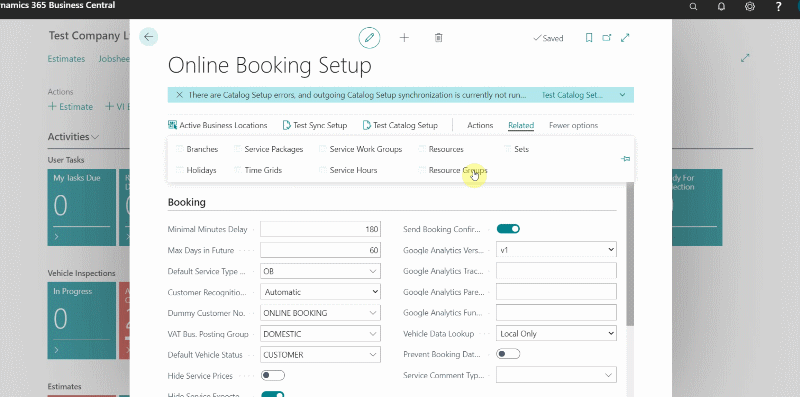 namics 365 Business Central
?
Test Company L
Saved
Estimates Jobshee
Online Booking Setup
Actions
There are Catalog Setup errors, and outgoing Catalog Setup synchronization is currently not run... Test Catalog Set...
+ Estimate + VI
Active Business Locations Test Sync Setup Test Catalog Setup Actions Related Fewer options
Activities
Branches Service Packages Service Work Groups Resources Sets
User Tasks
Holidays Time Grids Service Hours Resource Groups
My Tasks Due
0
Booking
Minimal Minutes Delay 180 Send Booking Confir...
Max Days in Future 60 Google Analytics Vers... v1
Vehicle Inspections
Default Service Type ... OB Google Analytics Trac...
In Progress
Customer Recognitio... Automatic Google Analytics Pare...
0
Dummy Customer No. ONLINE BOOKING Google Analytics Fun...
VAT Bus. Posting Group DOMESTIC Vehicle Data Lookup Local Only
Default Vehicle Status CUSTOMER Prevent Booking Dat...
Hide Service Prices Service Comment Typ...
Estimates
Hide Service Expecte